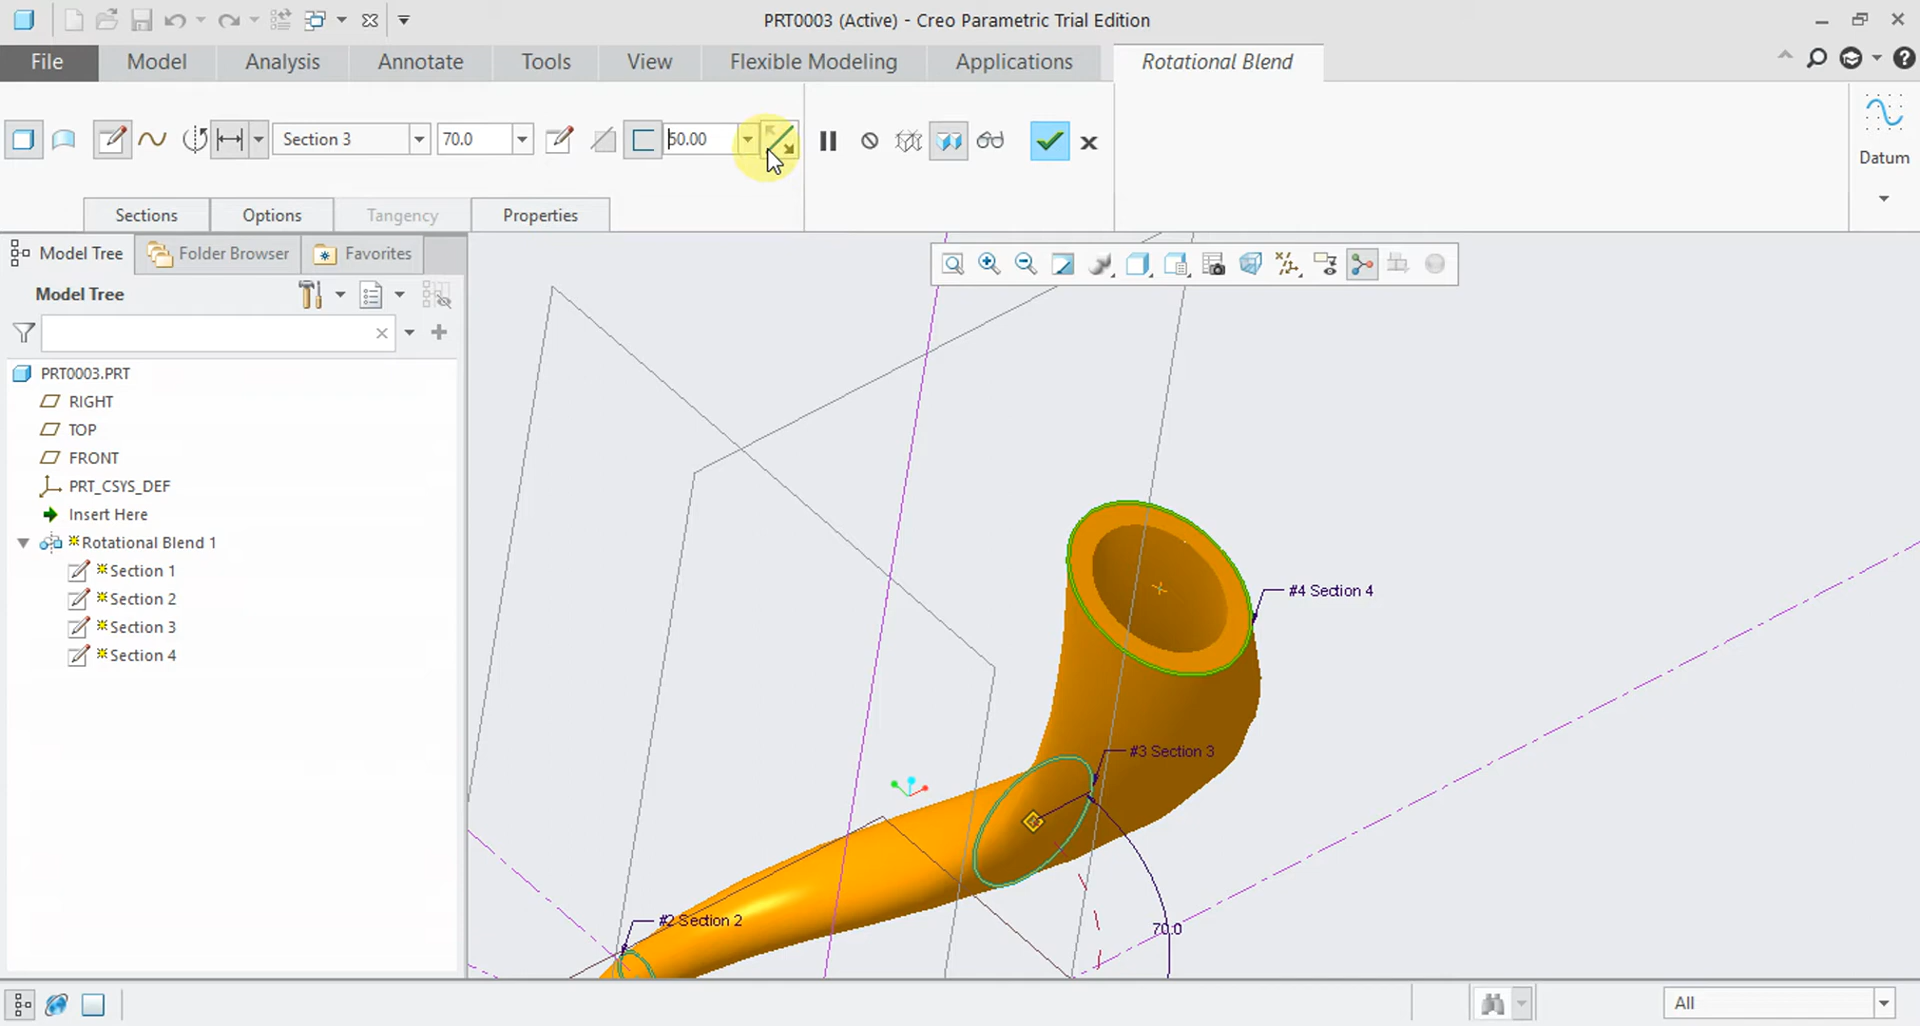 PRT0003 (Active) - Creo Parametric Trial Edition
File Model Analysis Annotate Tools View Flexible Modeling Applications Rotational Blend
Section 3 70.0 50.00
Datum
Sections Options Tangency Properties
Model Tree Folder Browser Favorites
Model Tree
PRT0003.PRT
RIGHT
TOP
FRONT
PRT_CSYS_DEF
Insert Here
Rotational Blend 1
Section 1
Section 2
Section 3
Section 4
#4 Section 4
#3 Section 3
#2 Section 2
70.0
All